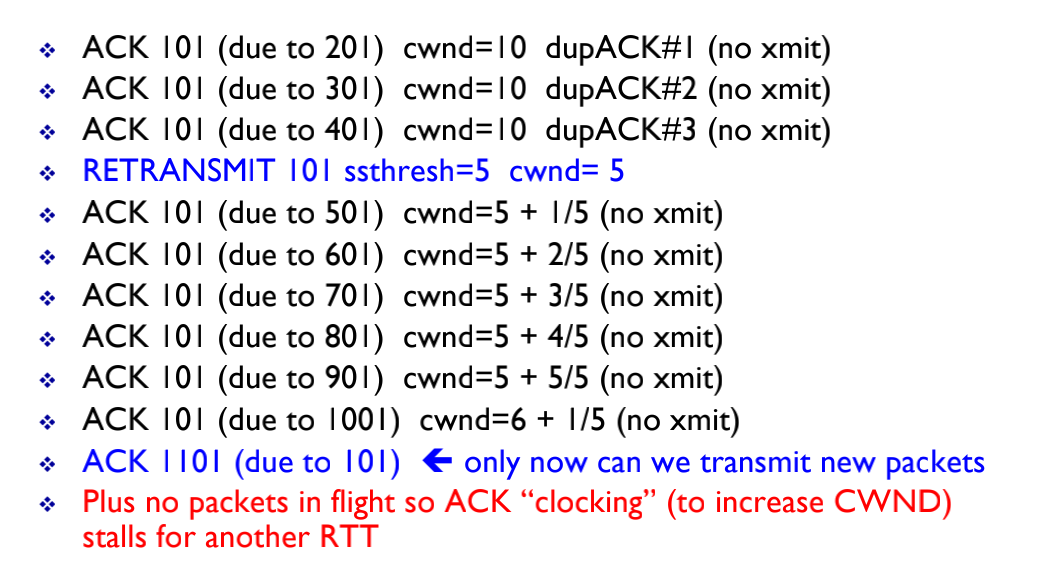 ❖ ACK 101 (due to 201) cwnd=10 dupACK#1 (no xmit)
❖ ACK 101 (due to 301) cwnd=10 dupACK#2 (no xmit)
❖ ACK 101 (due to 401) cwnd=10 dupACK#3 (no xmit)
❖ RETRANSMIT 101 ssthresh=5 cwnd= 5
❖ ACK 101 (due to 501) cwnd=5 + 1/5 (no xmit)
❖ ACK 101 (due to 601) cwnd=5 + 2/5 (no xmit)
❖ ACK 101 (due to 701) cwnd=5 + 3/5 (no xmit)
❖ ACK 101 (due to 801) cwnd=5 + 4/5 (no xmit)
❖ ACK 101 (due to 901) cwnd=5 + 5/5 (no xmit)
❖ ACK 101 (due to 1001) cwnd=6 + 1/5 (no xmit)
❖ ACK 1101 (due to 101) 🡸 only now can we transmit new packets
❖ Plus no packets in flight so ACK “clocking” (to increase CWND)
stalls for another RTT